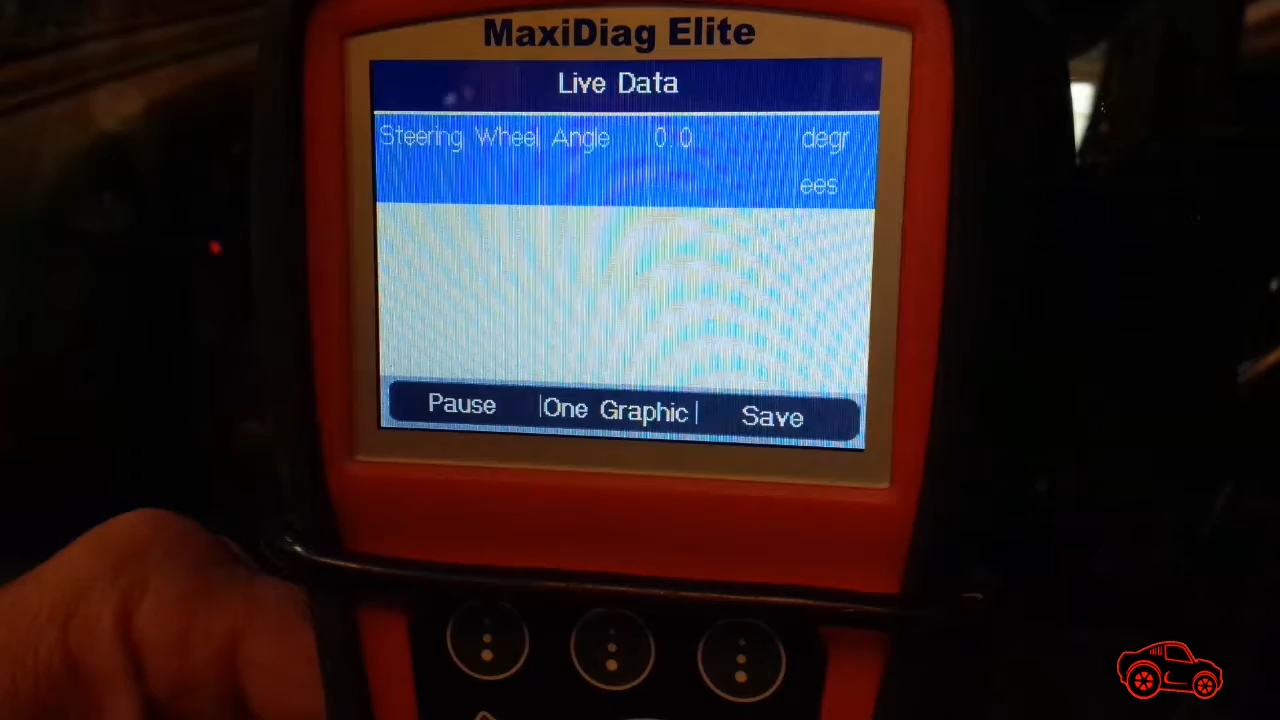 MaxiDiag Elite
Live Data
Steering Wheel Angle 0.0 degr
ees
Pause |One Graphic| Save